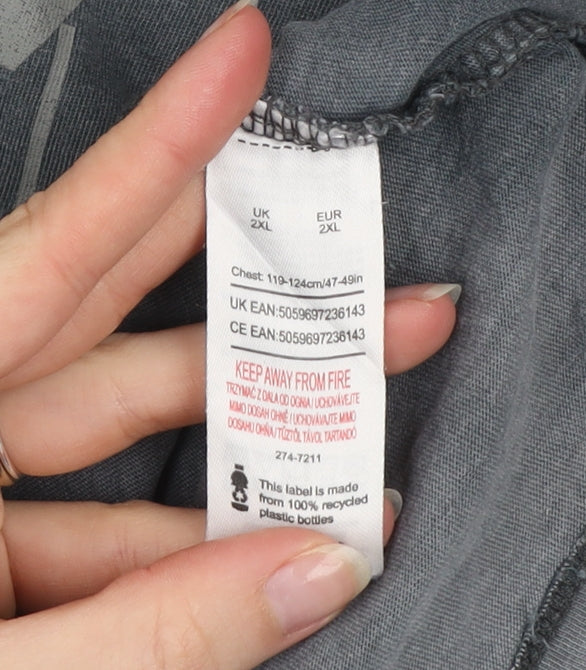 UK EUR
2XL 2XL
Chest: 119-124cm/47-49in
UK EAN:5059697236143
CE EAN:5059697236143
KEEP AWAY FROM FIRE
TRZYMAĆ Z DALA OD OGNIA / UCHOVÁVEJTE
MIMO DOSAH OHNĚ / UCHOVÁVAJTE MIMO
DOSAHU OHŇA / TŰZTŐL TÁVOL TARTANDÓ
274-7211
This label is made
from 100% recycled
plastic bottles